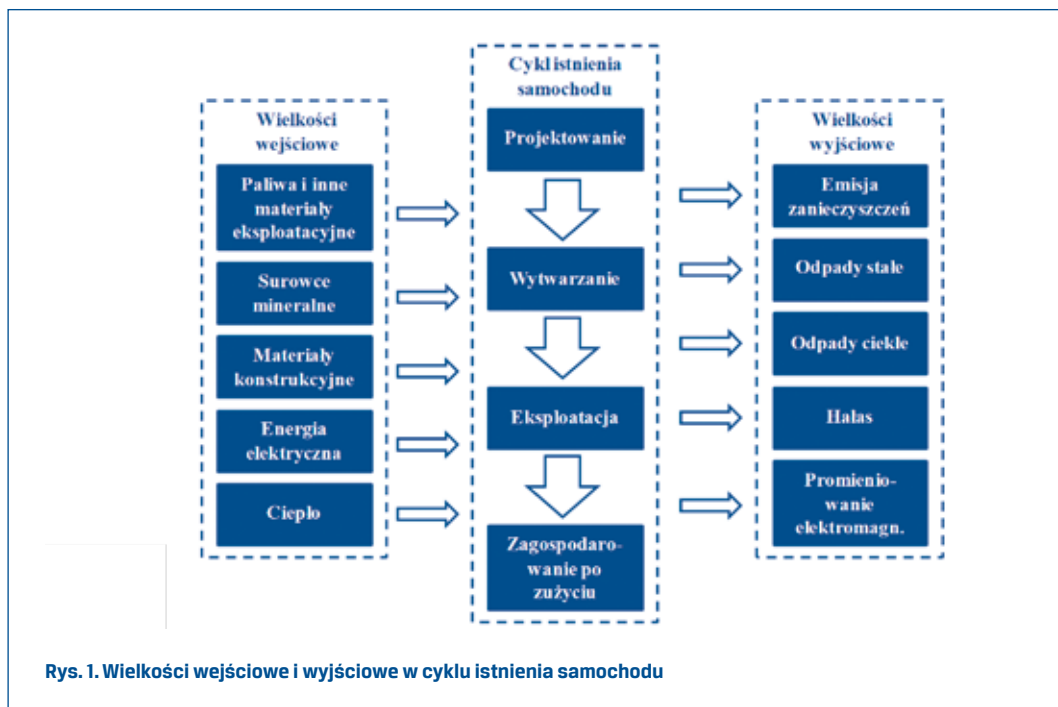 Wielkości
wejściowe
Paliwa i inne
materiały
eksploatacyjne
Surowce
mineralne
Materiały
konstrukcyjne
Energia
elektryczna
Ciepło
Cykl istnienia
samochodu
Projektowanie
Wytwarzanie
Eksploatacja
Zagospodaro-
wanie po
zużyciu
Wielkości
wyjściowe
Emisja
zanieczyszczeń
Odpady stałe
Odpady ciekłe
Hałas
Promienio-
wanie
elektromagn.
Rys. 1. Wielkości wejściowe i wyjściowe w cyklu istnienia samochodu